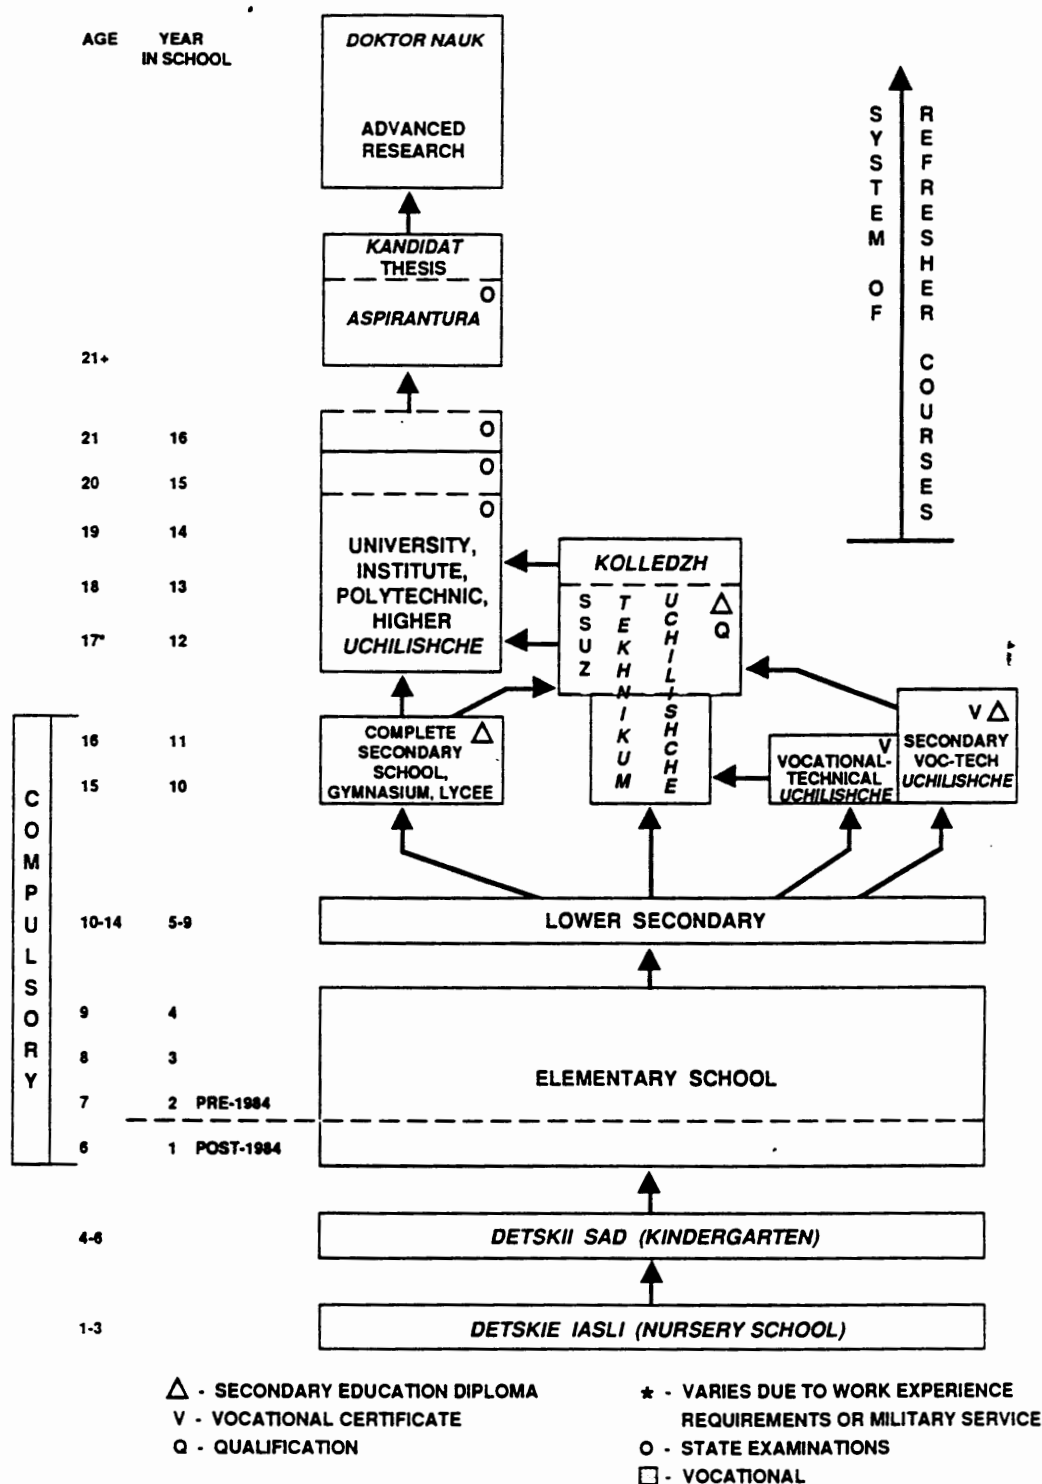 AGE
YEAR
IN SCHOOL
DOKTOR NAUK
ADVANCED
RESEARCH
KANDIDAT
THESIS
O
ASPIRANTURA
SYSTEM OF
REFRESHER COURSES
21+
21 16
O
20 15
O
19 14
O
18 13
17* 12
UNIVERSITY,
INSTITUTE,
POLYTECHNIC,
HIGHER
UCHILISHCHE
KOLLEDZH
SSUZ
TEKHNIKUM
UCHILISHCHE
△
Q
16 11
15 10
COMPLETE △
SECONDARY
SCHOOL,
GYMNASIUM, LYCEE
V
VOCATIONAL-
TECHNICAL
UCHILISHCHE
V △
SECONDARY
VOC-TECH
UCHILISHCHE
COMPULSORY
10-14 5-9
LOWER SECONDARY
9 4
8 3
ELEMENTARY SCHOOL
7 2 PRE-1984
6 1 POST-1984
4-6
DETSKII SAD (KINDERGARTEN)
1-3
DETSKIE IASLI (NURSERY SCHOOL)
△ - SECONDARY EDUCATION DIPLOMA
V - VOCATIONAL CERTIFICATE
Q - QUALIFICATION
* - VARIES DUE TO WORK EXPERIENCE
REQUIREMENTS OR MILITARY SERVICE
O - STATE EXAMINATIONS
□ - VOCATIONAL